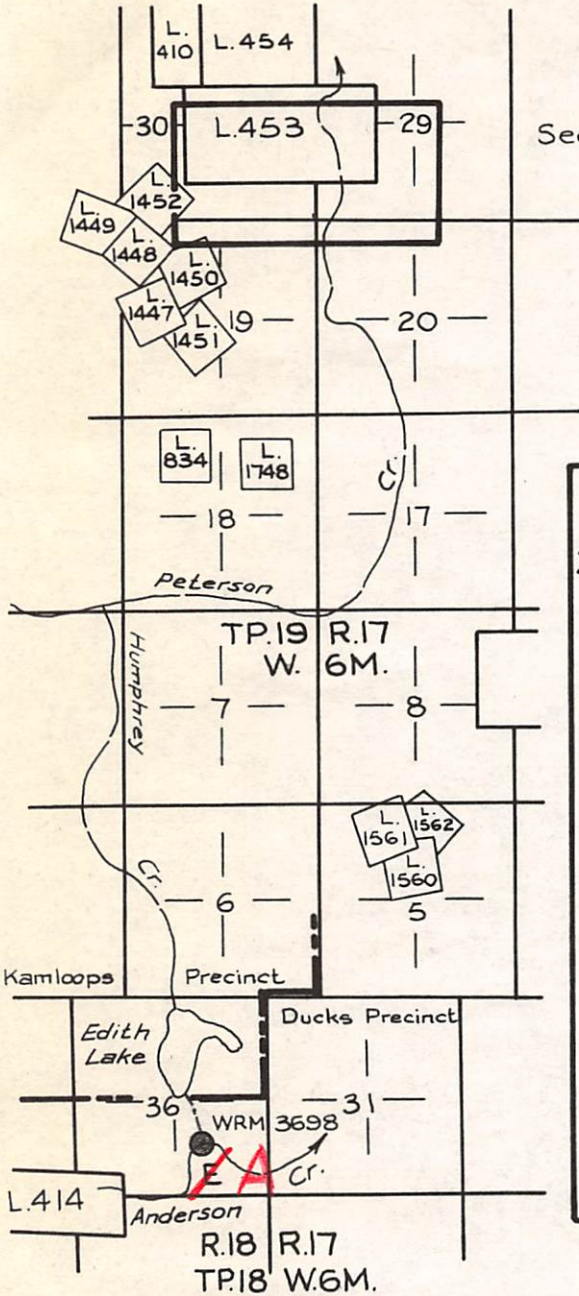 L.
410
L.454
30
L.453
29
Sec
L.
1452
L.
1449
L.
1448
L.
1450
L.
1447
L.
1451
19
20
L.
834
L.
1748
Cr.
18
17
Peterson
TP.19 R.17
W. 6M.
Humphrey
7
8
L.
1561
L.
1562
L.
1560
Cr.
6
5
Kamloops Precinct
Ducks Precinct
Edith
Lake
36
WRM 3698
31
E A
Cr.
L.414
Anderson
R.18 R.17
TP.18 W.6M.